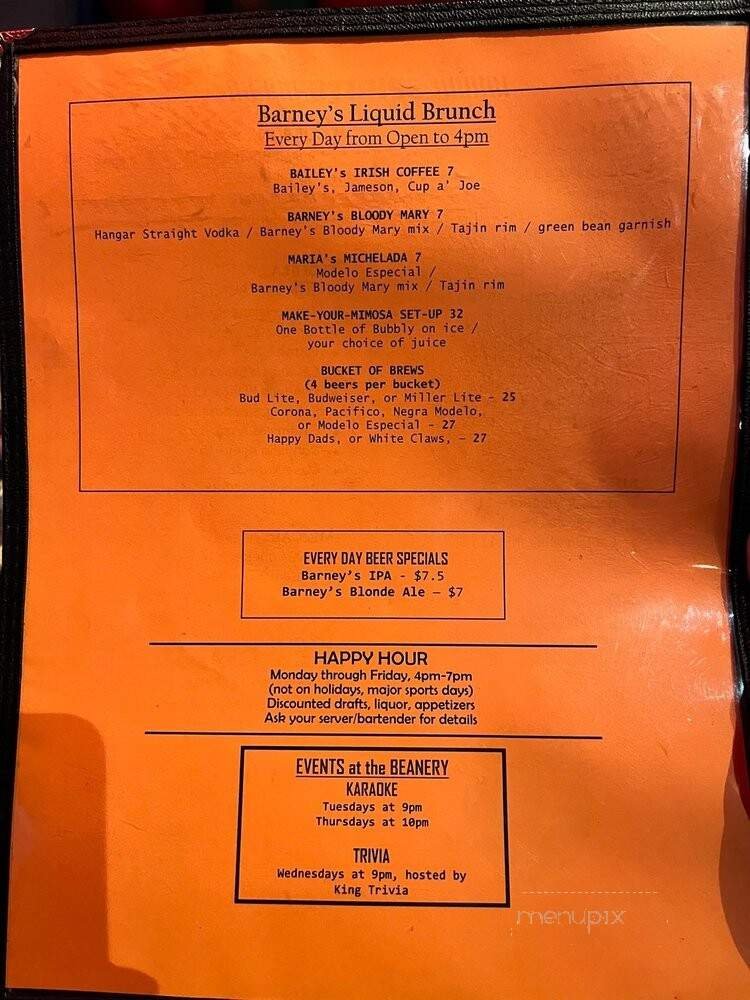 Barney's Liquid Brunch
Every Day from Open to 4pm
BAILEY's IRISH COFFEE 7
Bailey's, Jameson, Cup a' Joe
BARNEY's BLOODY MARY 7
Hangar Straight Vodka / Barney's Bloody Mary mix / Tajin rim / green bean garnish
MARIA's MICHELADA 7
Modelo Especial /
Barney's Bloody Mary mix / Tajin rim
MAKE-YOUR-MIMOSA SET-UP 32
One Bottle of Bubbly on ice /
your choice of juice
BUCKET OF BREWS
(4 beers per bucket)
Bud Lite, Budweiser, or Miller Lite - 25
Corona, Pacifico, Negra Modelo,
or Modelo Especial - 27
Happy Dads, or White Claws, – 27
EVERY DAY BEER SPECIALS
Barney's IPA - $7.5
Barney's Blonde Ale – $7
HAPPY HOUR
Monday through Friday, 4pm-7pm
(not on holidays, major sports days)
Discounted drafts, liquor, appetizers
Ask your server/bartender for details
EVENTS at the BEANERY
KARAOKE
Tuesdays at 9pm
Thursdays at 10pm
TRIVIA
Wednesdays at 9pm, hosted by
King Trivia
menupix